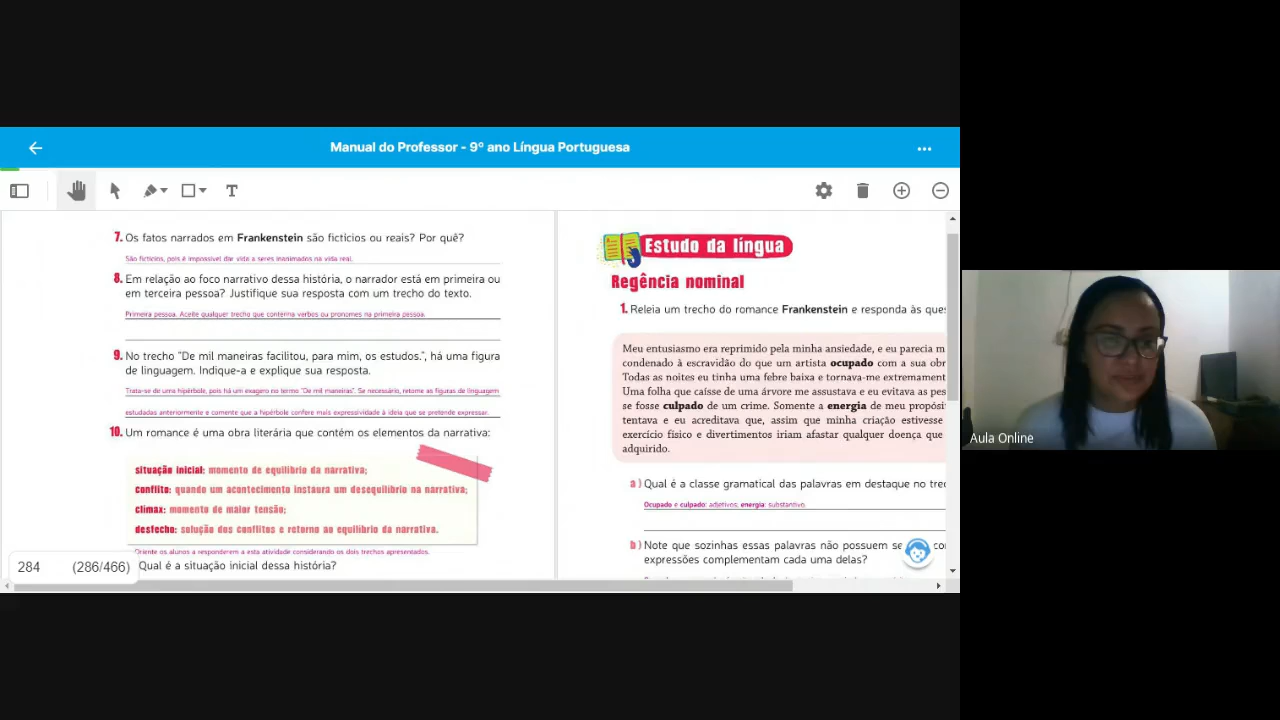 Manual do Professor - 9º ano Língua Portuguesa
T
7. Os fatos narrados em Frankenstein são fictícios ou reais? Por quê?
São fictícios, pois é impossível dar vida a seres inanimados na vida real.
8. Em relação ao foco narrativo dessa história, o narrador está em primeira ou
em terceira pessoa? Justifique sua resposta com um trecho do texto.
Primeira pessoa. Aceite qualquer trecho que contenha verbos ou pronomes na primeira pessoa.
9. No trecho "De mil maneiras facilitou, para mim, os estudos.", há uma figura
de linguagem. Indique-a e explique sua resposta.
Trata-se de uma hipérbole, pois há um exagero no termo "De mil maneiras". Se necessário, retome as figuras de linguagem
estudadas anteriormente e comente que a hipérbole confere mais expressividade à ideia que se pretende expressar.
10. Um romance é uma obra literária que contém os elementos da narrativa:
situação inicial: momento de equilíbrio da narrativa;
conflito: quando um acontecimento instaura um desequilíbrio na narrativa;
clímax: momento de maior tensão;
desfecho: solução dos conflitos e retorno ao equilíbrio da narrativa.
Oriente os alunos a responderem a esta atividade considerando os dois trechos apresentados.
Qual é a situação inicial dessa história?
284 (286/466)
Estudo da língua
Regência nominal
1. Releia um trecho do romance Frankenstein e responda às ques
Meu entusiasmo era reprimido pela minha ansiedade, e eu parecia m
condenado à escravidão do que um artista ocupado com a sua obr
Todas as noites eu tinha uma febre baixa e tornava-me extremament
Uma folha que caísse de uma árvore me assustava e eu evitava as pes
se fosse culpado de um crime. Somente a energia de meu propósi
tentava e eu acreditava que, assim que minha criação estivesse
exercício físico e divertimentos iriam afastar qualquer doença que
adquirido.
a) Qual é a classe gramatical das palavras em destaque no trec
Ocupado e culpado: adjetivos; energia: substantivo.
b) Note que sozinhas essas palavras não possuem se co
expressões complementam cada uma delas?
Aula Online